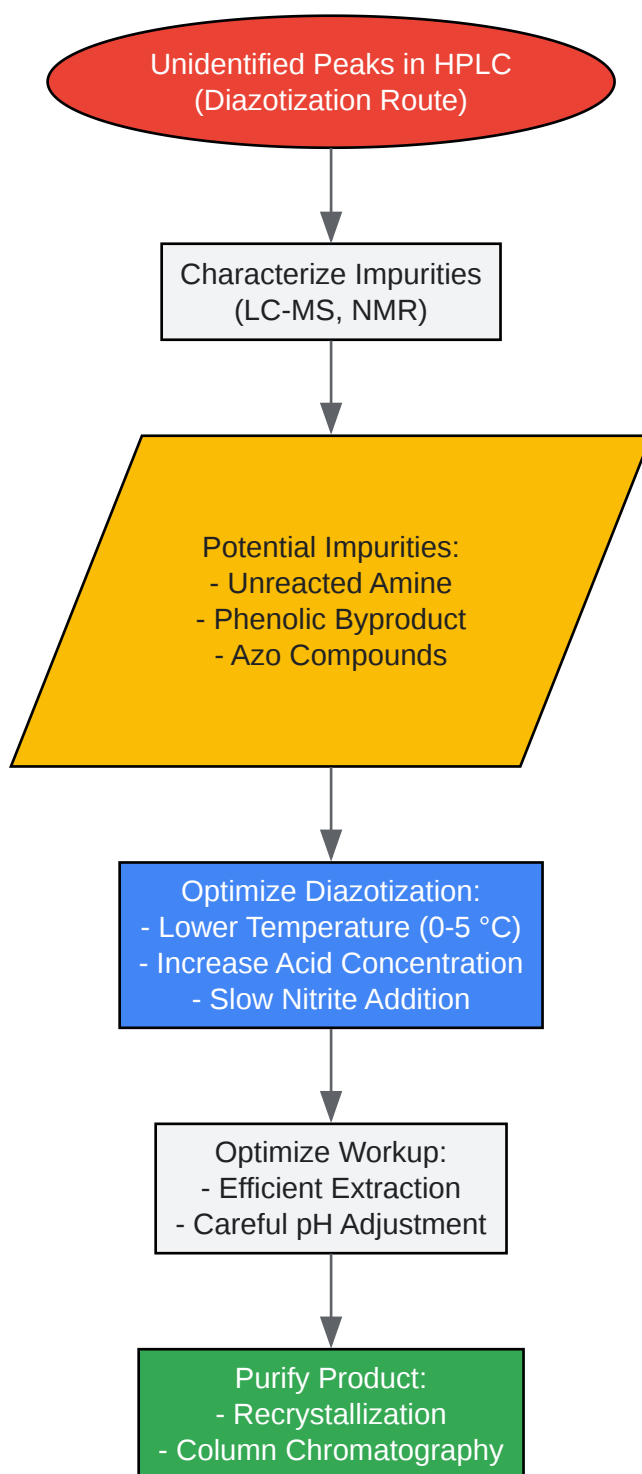 Unidentified Peaks in HPLC
(Diazotization Route)
Characterize Impurities
(LC-MS, NMR)
Potential Impurities:
- Unreacted Amine
- Phenolic Byproduct
- Azo Compounds
Optimize Diazotization:
- Lower Temperature (0-5 °C)
- Increase Acid Concentration
- Slow Nitrite Addition
Optimize Workup:
- Efficient Extraction
- Careful pH Adjustment
Purify Product:
- Recrystallization
- Column Chromatography